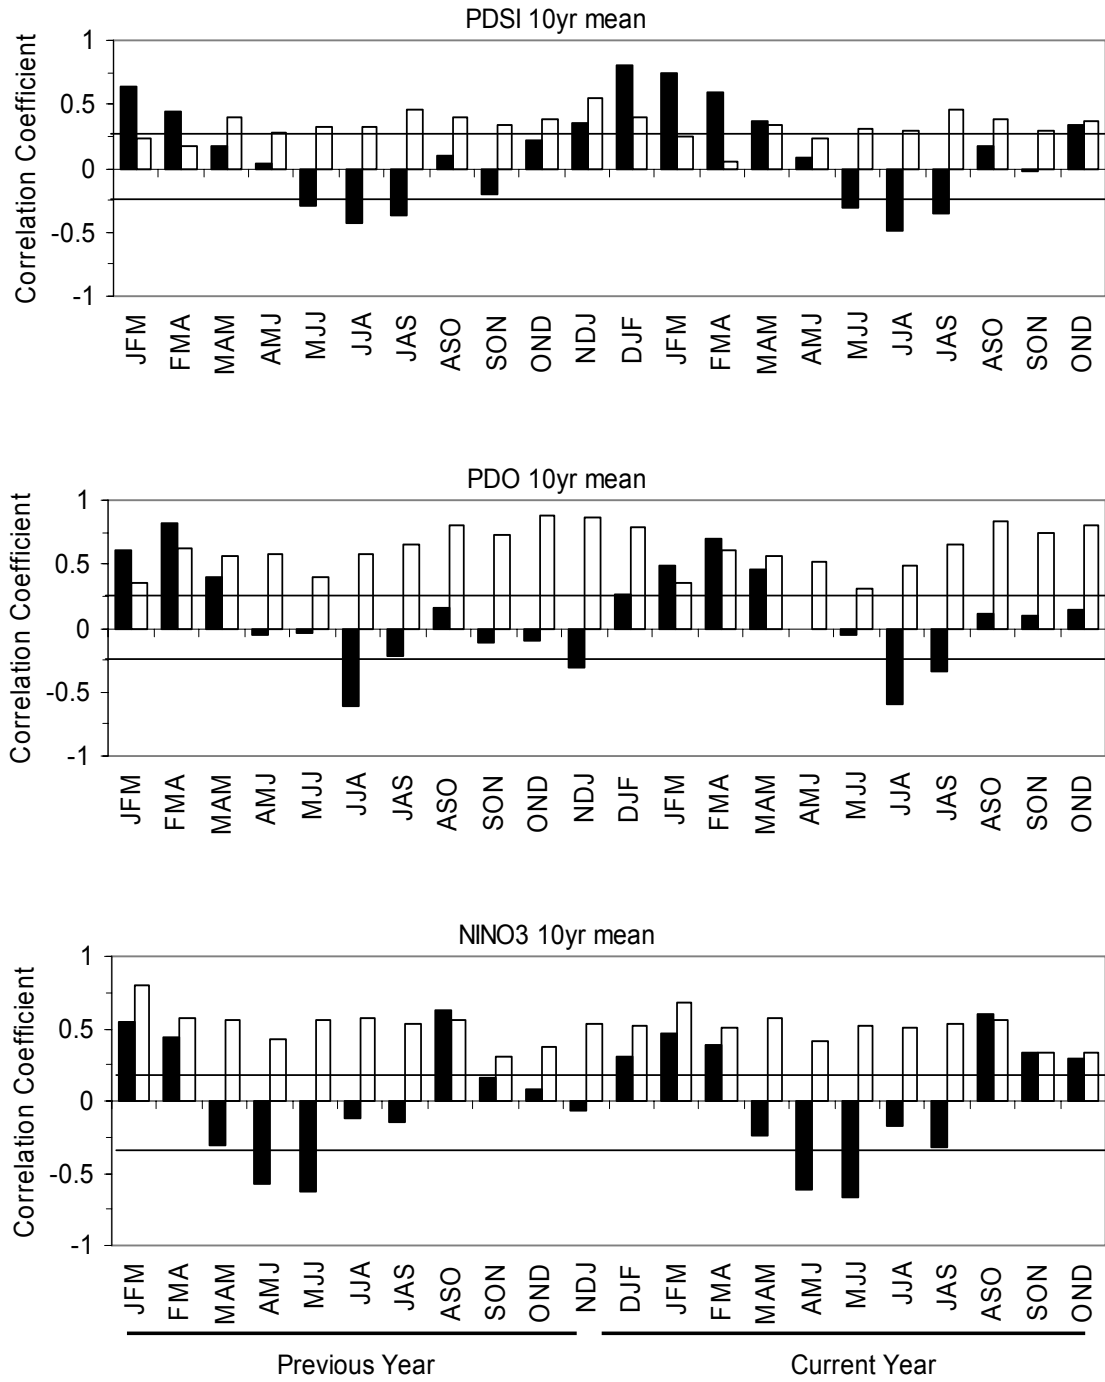 PDSI 10yr mean
Correlation Coefficient
1
0.5
0
-0.5
-1
JFM FMA MAM AMJ MJJ JJA JAS ASO SON OND NDJ DJF JFM FMA MAM AMJ MJJ JJA JAS ASO SON OND
PDO 10yr mean
Correlation Coefficient
1
0.5
0
-0.5
-1
JFM FMA MAM AMJ MJJ JJA JAS ASO SON OND NDJ DJF JFM FMA MAM AMJ MJJ JJA JAS ASO SON OND
NINO3 10yr mean
Correlation Coefficient
1
0.5
0
-0.5
-1
JFM FMA MAM AMJ MJJ JJA JAS ASO SON OND NDJ DJF JFM FMA MAM AMJ MJJ JJA JAS ASO SON OND
Previous Year Current Year